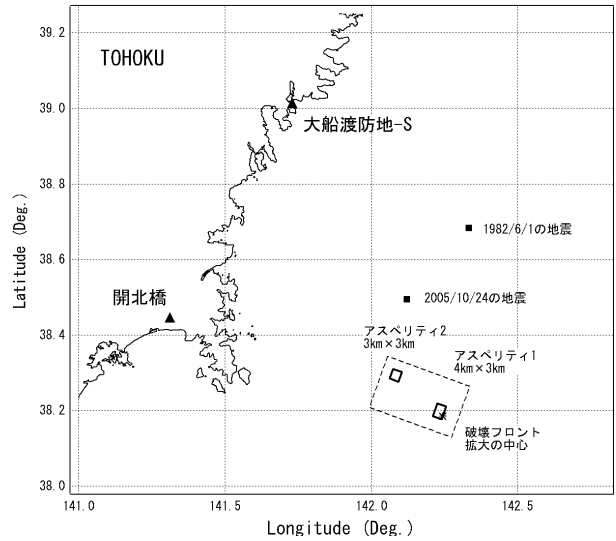 39.2
TOHOKU
39.0
大船渡防地-S
38.8
Latitude (Deg.)
1982/6/1の地震
38.6
開北橋
2005/10/24の地震
38.4
アスペリティ2
3km×3km
アスペリティ1
4km×3km
38.2
破壊フロント
拡大の中心
38.0
141.0
141.5
142.0
142.5
Longitude (Deg.)